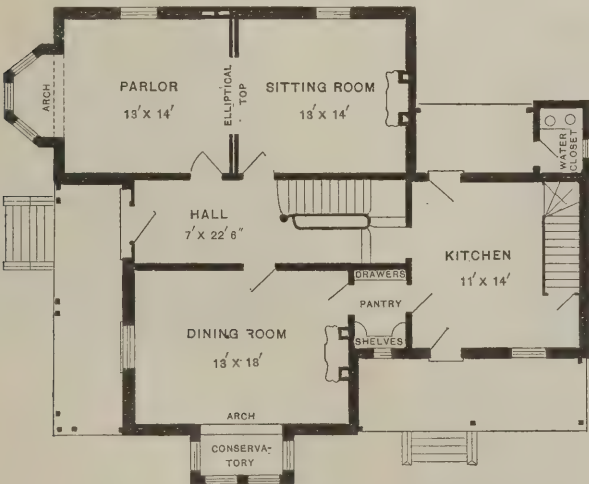 PARLOR
13' X 14'
ARCH
ELLIPTICAL
TOP
SITTING ROOM
13' X 14'
WATER
CLOSET
HALL
7' X 22' 6"
KITCHEN
11' X 14'
DRAWERS
PANTRY
SHELVES
DINING ROOM
13' X 18'
ARCH
CONSERVA-
TORY